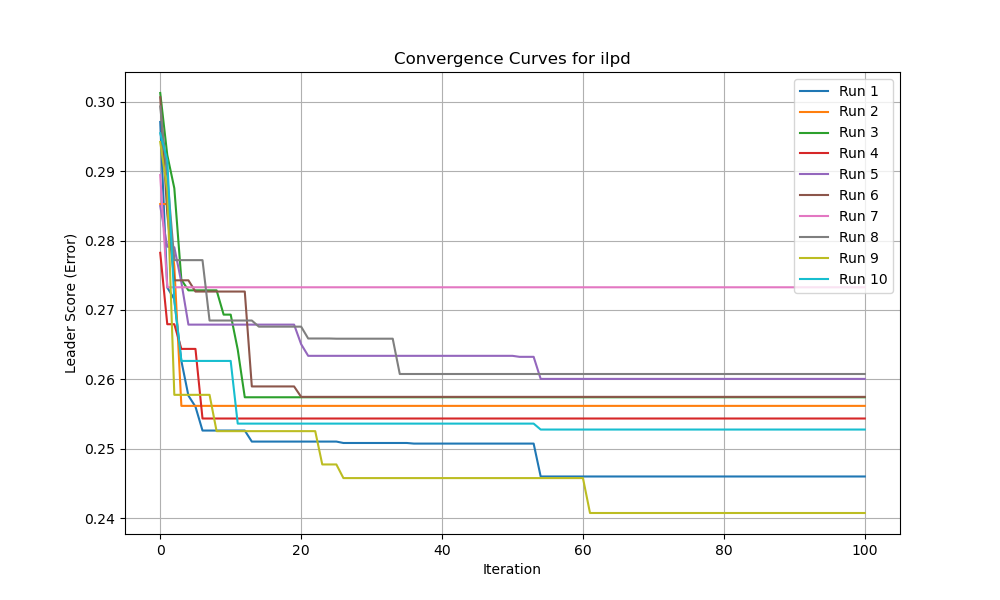 Convergence Curves for ilpd
Leader Score (Error)
0.30
0.29
0.28
0.27
0.26
0.25
0.24
0
20
40
60
80
100
Iteration
Run 1
Run 2
Run 3
Run 4
Run 5
Run 6
Run 7
Run 8
Run 9
Run 10